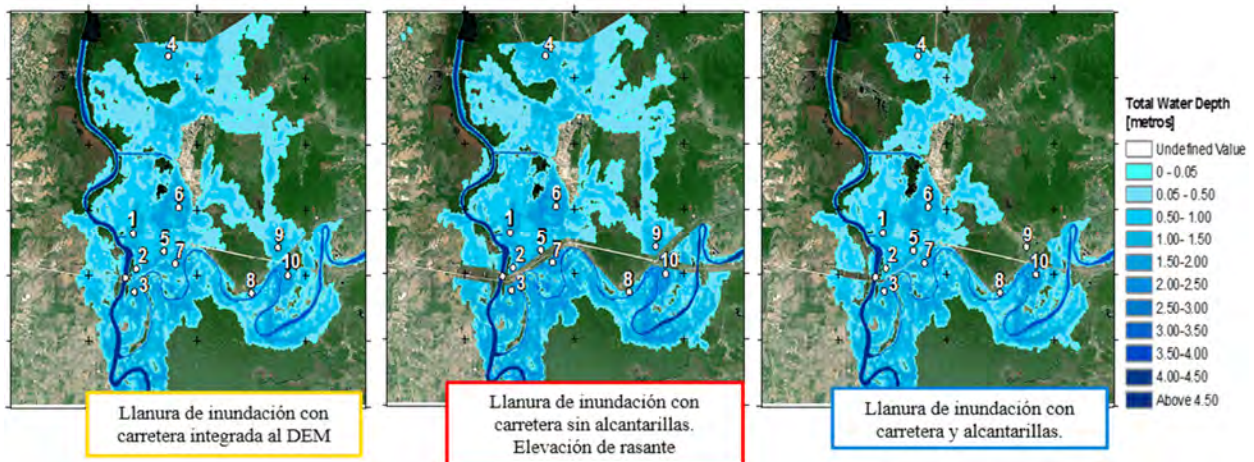 4
6
1
5
2
7
9
10
3
8
4
6
1
5
2
7
9
10
3
8
4
6
1
5
2
7
9
10
3
8
Total Water Depth
[metros]
Undefined Value
0 - 0.05
0.05 - 0.50
0.50- 1.00
1.00- 1.50
1.50-2.00
2.00-2.50
2.50-3.00
3.00-3.50
3.50-4.00
4.00-4.50
Above 4.50
Llanura de inundación con
carretera integrada al DEM
Llanura de inundación con
carretera sin alcantarillas.
Elevación de rasante
Llanura de inundación con
carretera y alcantarillas.